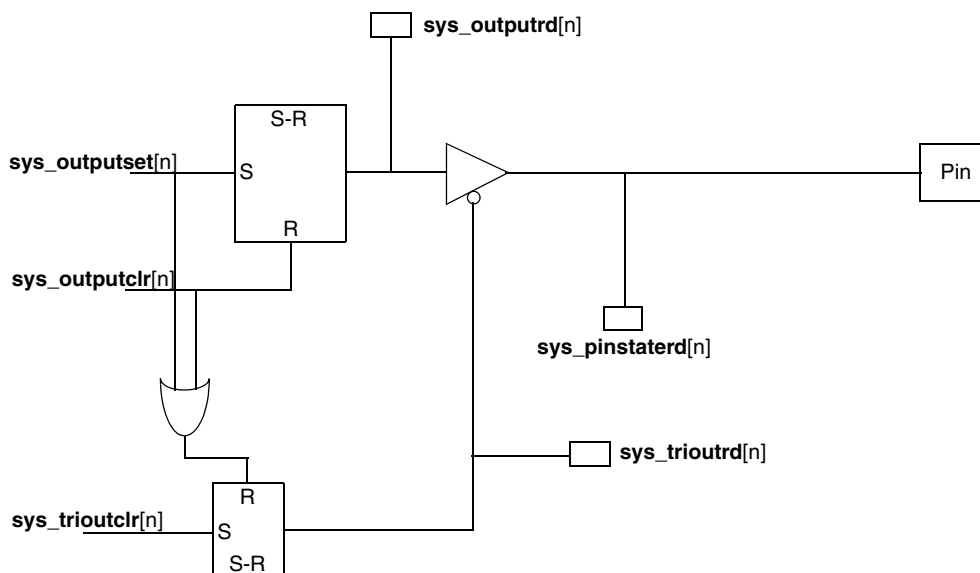 sys_outputrd[n]
S-R
sys_outputset[n]
S
Pin
R
sys_outputclr[n]
sys_pinstaterd[n]
sys_trioutrd[n]
R
sys_trioutclr[n]
S
S-R